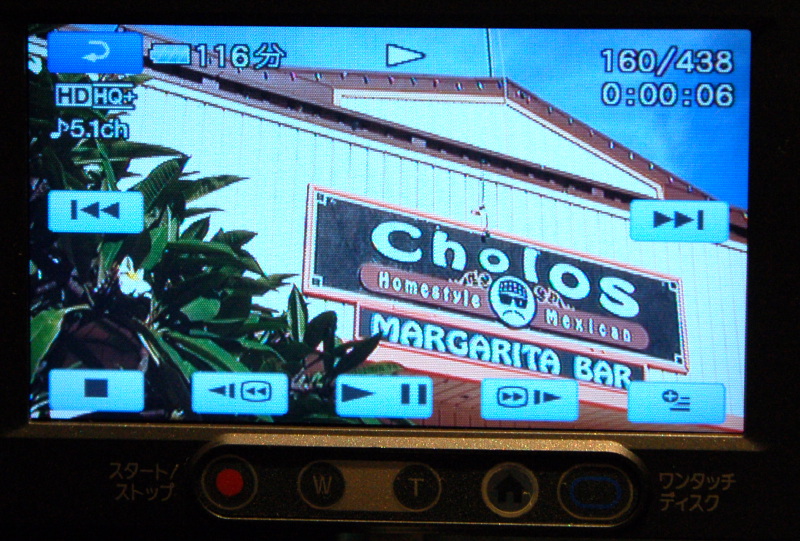 116分
160/438
HD HQ+
0:00:06
♪5.1ch
Cholos
Homestyle
Mexican
MARGARITA BAR
スタート/
ストップ
W
T
ワンタッチ
ディスク